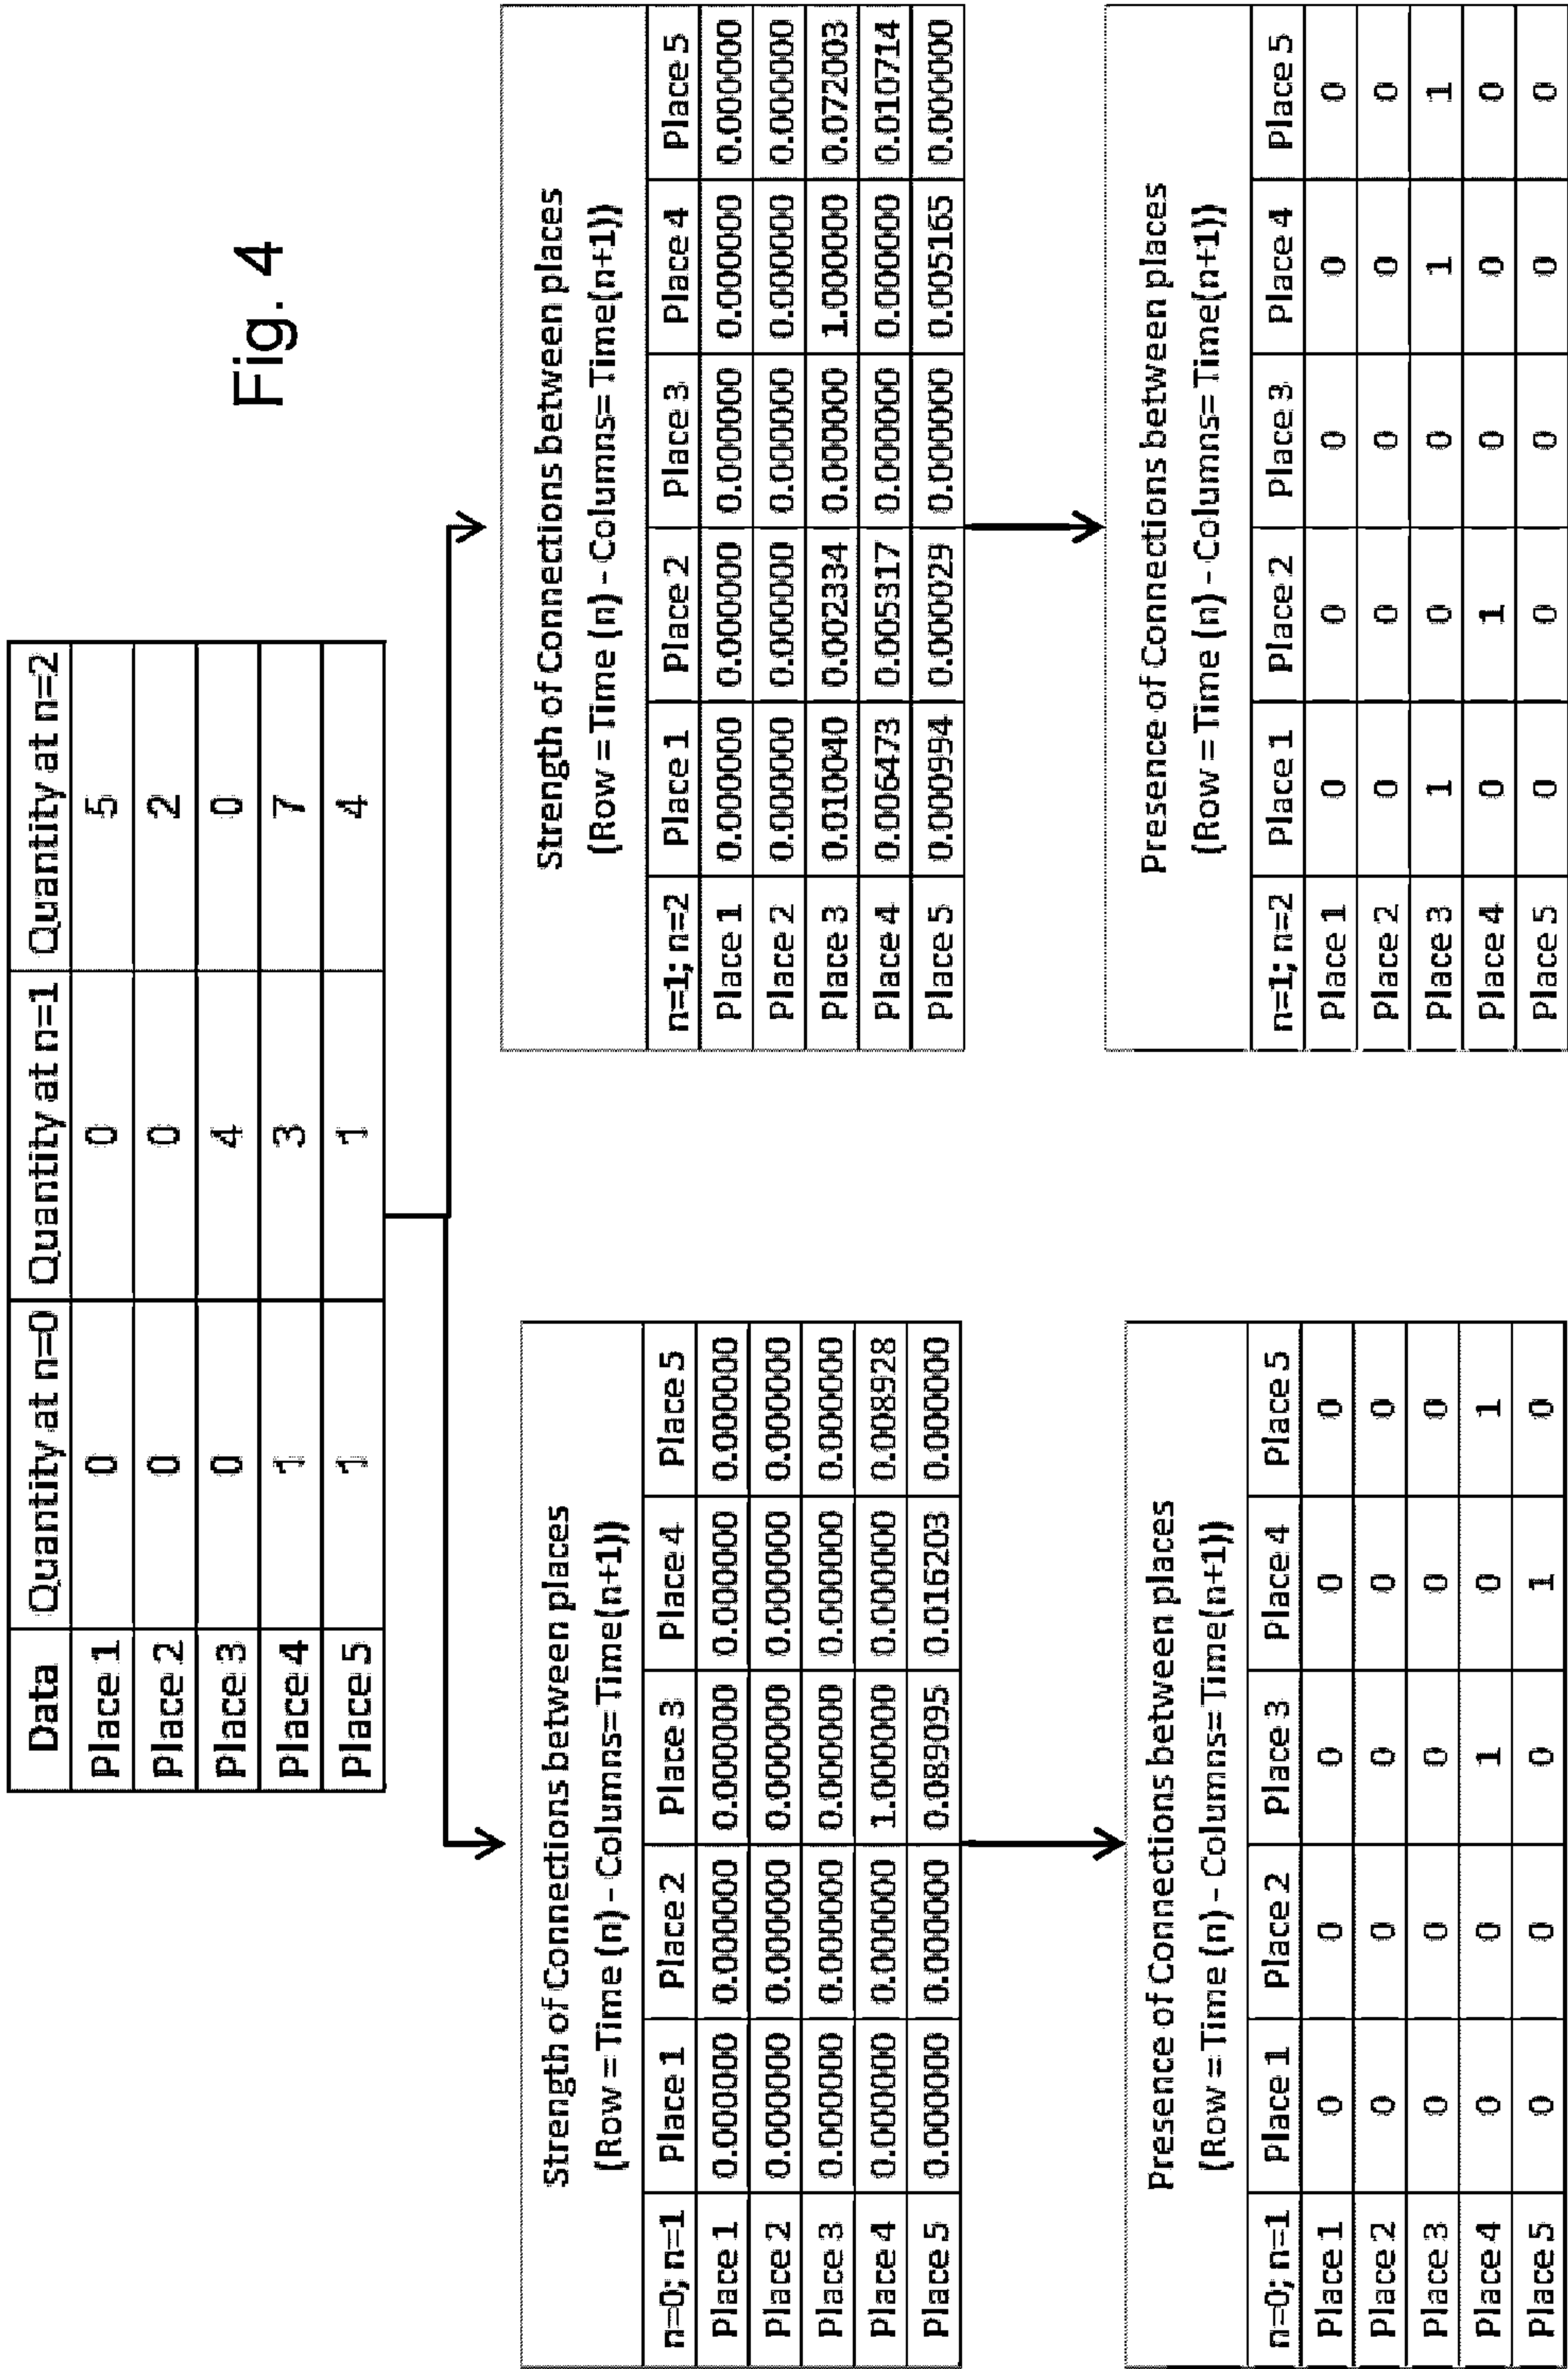 Fig. 4
Data Quantity at n=0 Quantity at n=1 Quantity at n=2
Place 1 0 0 5
Place 2 0 0 2
Place 3 0 4 0
Place 4 1 3 7
Place 5 1 1 4
Strength of Connections between places
(Row = Time (n) - Columns= Time(n+1))
n=0; n=1 Place 1 Place 2 Place 3 Place 4 Place 5
Place 1 0.000000 0.000000 0.000000 0.000000 0.000000
Place 2 0.000000 0.000000 0.000000 0.000000 0.000000
Place 3 0.000000 0.000000 0.000000 0.000000 0.000000
Place 4 0.000000 0.000000 1.000000 0.000000 0.008928
Place 5 0.000000 0.000000 0.089095 0.016203 0.000000
Strength of Connections between places
(Row = Time (n) - Columns= Time(n+1))
n=1; n=2 Place 1 Place 2 Place 3 Place 4 Place 5
Place 1 0.000000 0.000000 0.000000 0.000000 0.000000
Place 2 0.000000 0.000000 0.000000 0.000000 0.000000
Place 3 0.010040 0.002334 0.000000 1.000000 0.072003
Place 4 0.006473 0.005317 0.000000 0.000000 0.010714
Place 5 0.000994 0.000029 0.000000 0.005165 0.000000
Presence of Connections between places
(Row = Time (n) - Columns= Time(n+1))
n=0; n=1 Place 1 Place 2 Place 3 Place 4 Place 5
Place 1 0 0 0 0 0
Place 2 0 0 0 0 0
Place 3 0 0 0 0 0
Place 4 0 0 1 0 1
Place 5 0 0 0 1 0
Presence of Connections between places
(Row = Time (n) - Columns= Time(n+1))
n=1; n=2 Place 1 Place 2 Place 3 Place 4 Place 5
Place 1 0 0 0 0 0
Place 2 0 0 0 0 0
Place 3 1 0 0 1 1
Place 4 0 1 0 0 0
Place 5 0 0 0 0 0